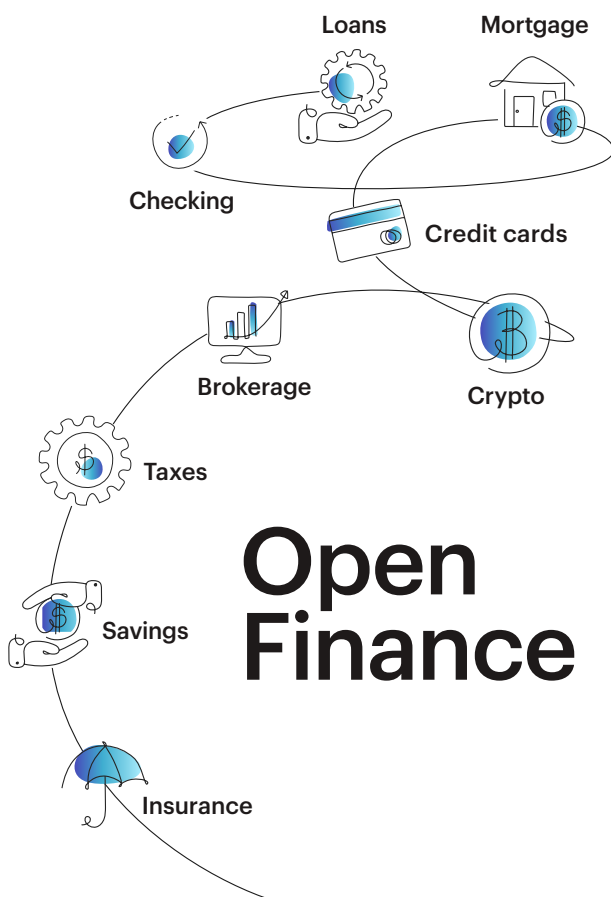 Loans
Mortgage
Checking
Credit cards
Brokerage
Crypto
Taxes
Open
Finance
Savings
Insurance